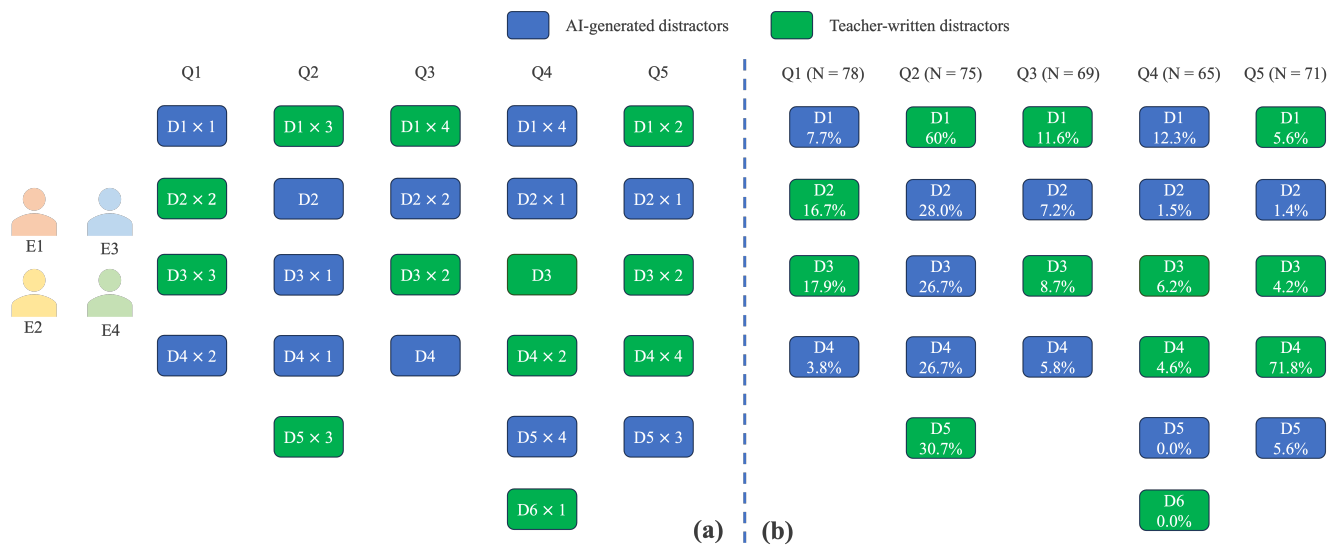 AI-generated distractors
Teacher-written distractors
Q1 Q2 Q3 Q4 Q5
D1 × 1 D1 × 3 D1 × 4 D1 × 4 D1 × 2
D2 × 2 D2 D2 × 2 D2 × 1 D2 × 1
E1 E3
D3 × 3 D3 × 1 D3 × 2 D3 D3 × 2
E2 E4
D4 × 2 D4 × 1 D4 D4 × 2 D4 × 4
D5 × 3 D5 × 4 D5 × 3
D6 × 1
(a)
Q1 (N = 78) Q2 (N = 75) Q3 (N = 69) Q4 (N = 65) Q5 (N = 71)
D1 D1 D1 D1 D1
7.7% 60% 11.6% 12.3% 5.6%
D2 D2 D2 D2 D2
16.7% 28.0% 7.2% 1.5% 1.4%
D3 D3 D3 D3 D3
17.9% 26.7% 8.7% 6.2% 4.2%
D4 D4 D4 D4 D4
3.8% 26.7% 5.8% 4.6% 71.8%
D5 D5 D5
30.7% 0.0% 5.6%
D6
0.0%
(b)